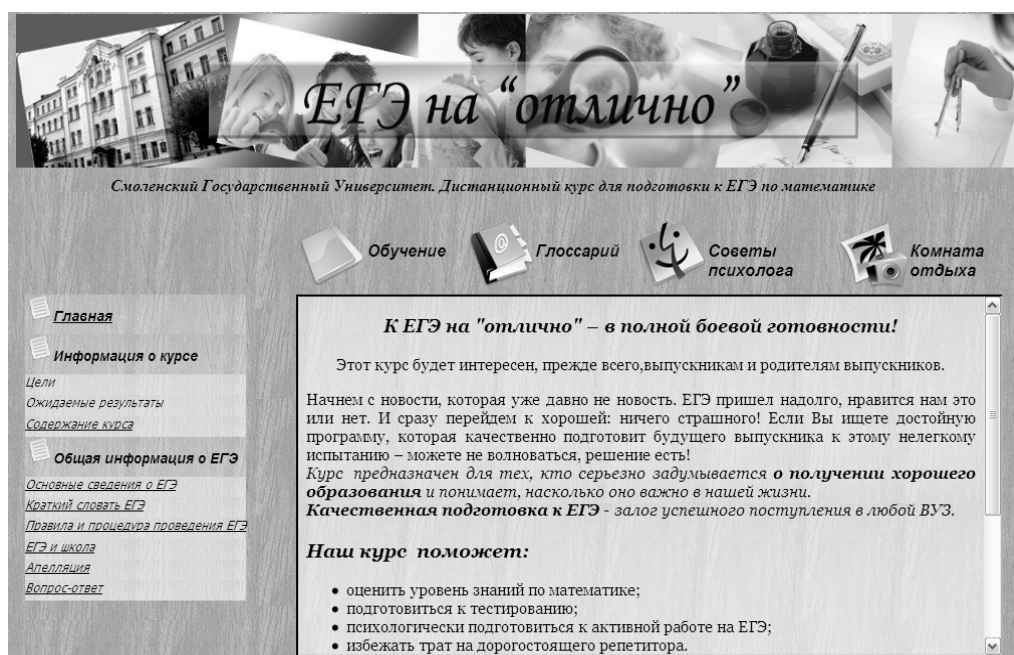 ЕГЭ на “отлично”
Смоленский Государственный Университет. Дистанционный курс для подготовки к ЕГЭ по математике
Обучение
Глоссарий
Советы
психолога
Комната
отдыха
Главная
Информация о курсе
Цели
Ожидаемые результаты
Содержание курса
Общая информация о ЕГЭ
Основные сведения о ЕГЭ
Краткий словать ЕГЭ
Правила и процедура проведения ЕГЭ
ЕГЭ и школа
Апелляция
Вопрос-ответ
К ЕГЭ на "отлично" – в полной боевой готовности!
Этот курс будет интересен, прежде всего,выпускникам и родителям выпускников.
Начнем с новости, которая уже давно не новость. ЕГЭ пришел надолго, нравится нам это
или нет. И сразу перейдем к хорошей: ничего страшного! Если Вы ищете достойную
программу, которая качественно подготовит будущего выпускника к этому нелегкому
испытанию – можете не волноваться, решение есть!
Курс предназначен для тех, кто серьезно задумывается о получении хорошего
образования и понимает, насколько оно важно в нашей жизни.
Качественная подготовка к ЕГЭ - залог успешного поступления в любой ВУЗ.
Наш курс поможет:
• оценить уровень знаний по математике;
• подготовиться к тестированию;
• психологически подготовиться к активной работе на ЕГЭ;
• избежать трат на дорогостоящего репетитора.